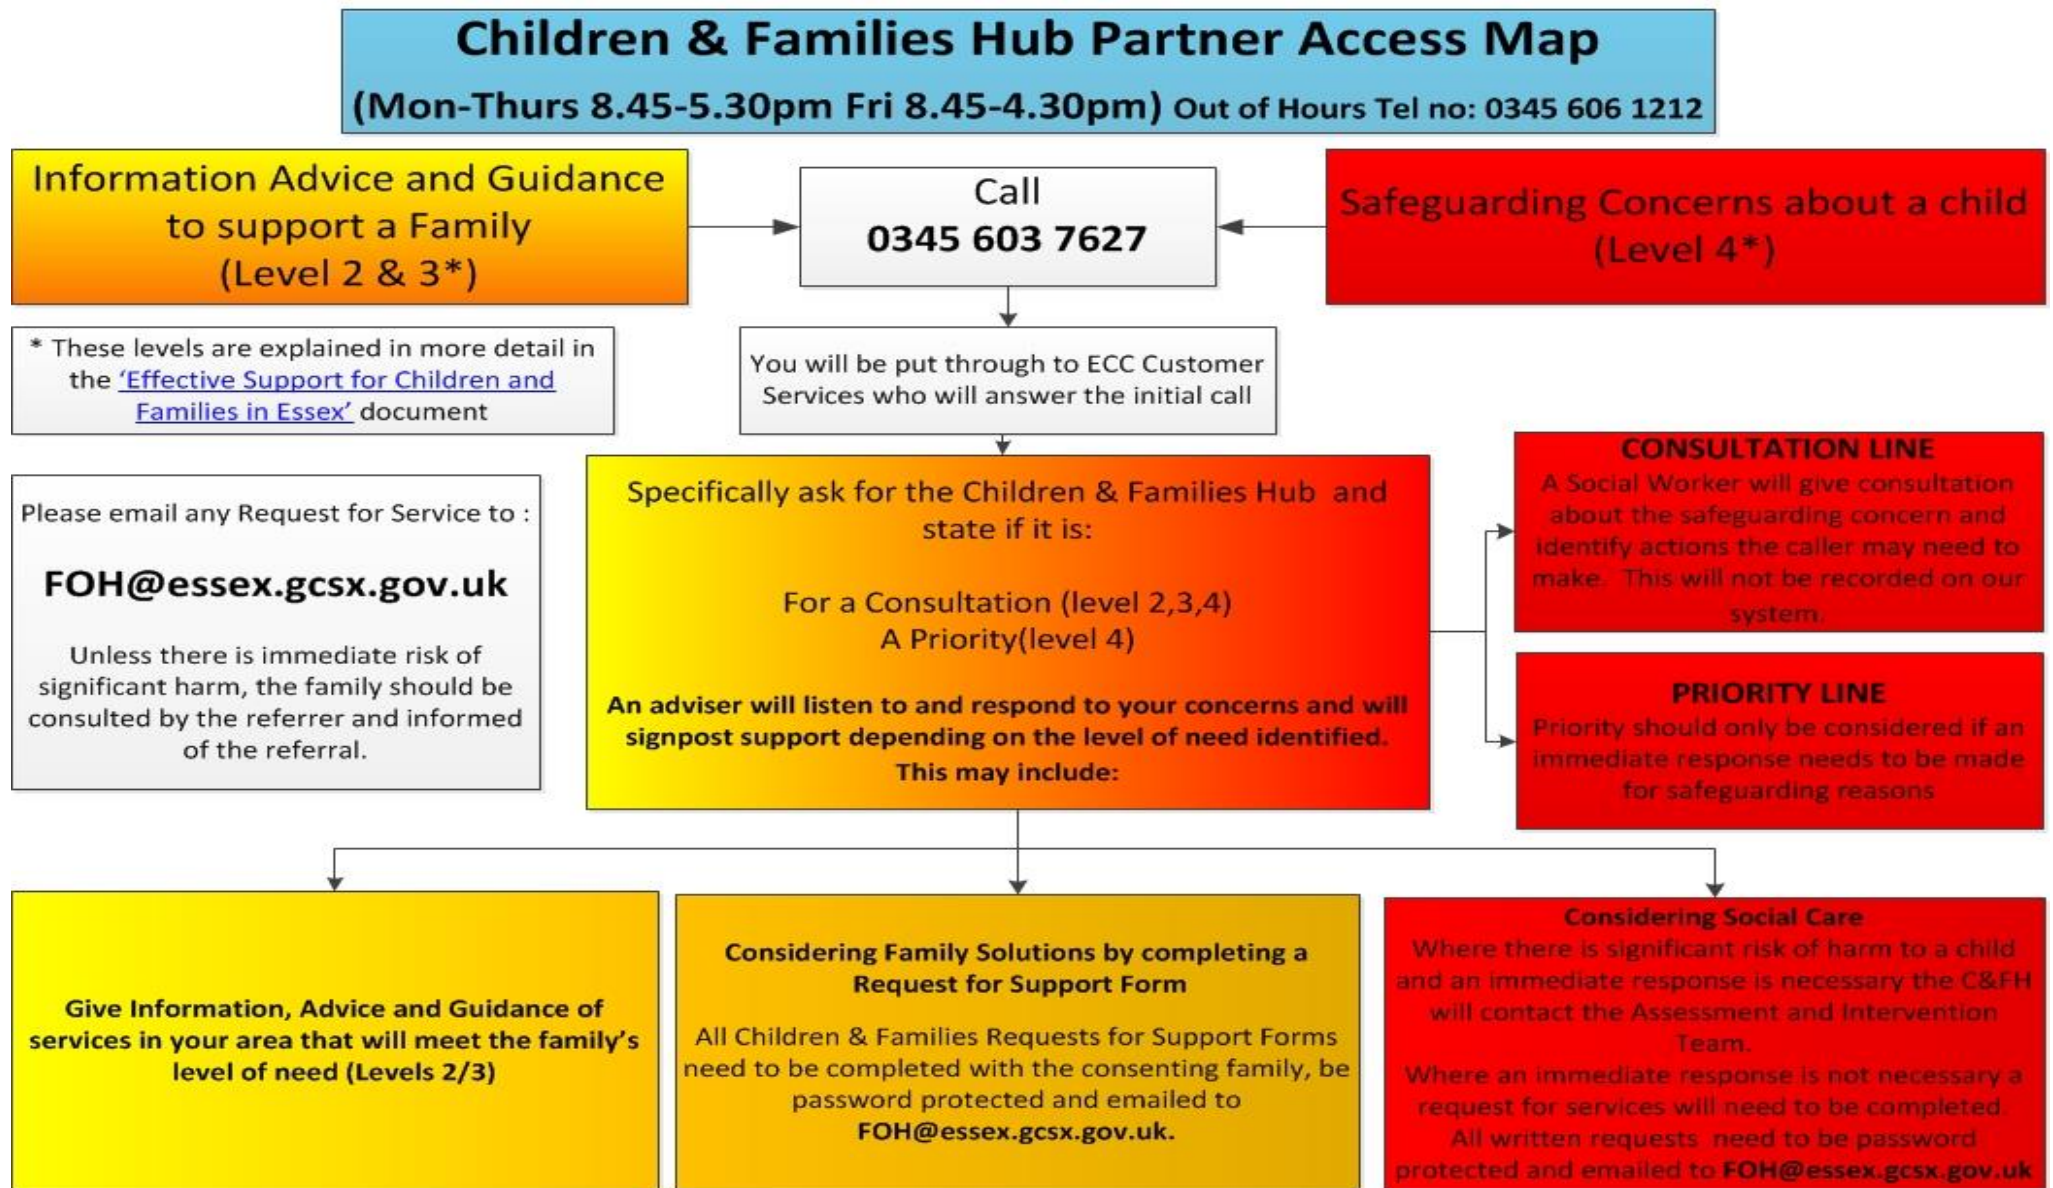 Children & Families Hub Partner Access Map
(Mon-Thurs 8.45-5.30pm Fri 8.45-4.30pm) Out of Hours Tel no: 0345 606 1212
Information Advice and Guidance
to support a Family
(Level 2 & 3*)
Call
0345 603 7627
Safeguarding Concerns about a child
(Level 4*)
* These levels are explained in more detail in
the 'Effective Support for Children and
Families in Essex' document
You will be put through to ECC Customer
Services who will answer the initial call
Please email any Request for Service to :
FOH@essex.gcsx.gov.uk
Unless there is immediate risk of
significant harm, the family should be
consulted by the referrer and informed
of the referral.
Specifically ask for the Children & Families Hub and
state if it is:
For a Consultation (level 2,3,4)
A Priority(level 4)
An adviser will listen to and respond to your concerns and will
signpost support depending on the level of need identified.
This may include:
CONSULTATION LINE
A Social Worker will give consultation
about the safeguarding concern and
identify actions the caller may need to
make. This will not be recorded on our
system.
PRIORITY LINE
Priority should only be considered if an
immediate response needs to be made
for safeguarding reasons
Give Information, Advice and Guidance of
services in your area that will meet the family's
level of need (Levels 2/3)
Considering Family Solutions by completing a
Request for Support Form
All Children & Families Requests for Support Forms
need to be completed with the consenting family, be
password protected and emailed to
FOH@essex.gcsx.gov.uk.
Considering Social Care
Where there is significant risk of harm to a child
and an immediate response is necessary the C&FH
will contact the Assessment and Intervention
Team.
Where an immediate response is not necessary a
request for services will need to be completed.
All written requests need to be password
protected and emailed to FOH@essex.gcsx.gov.uk